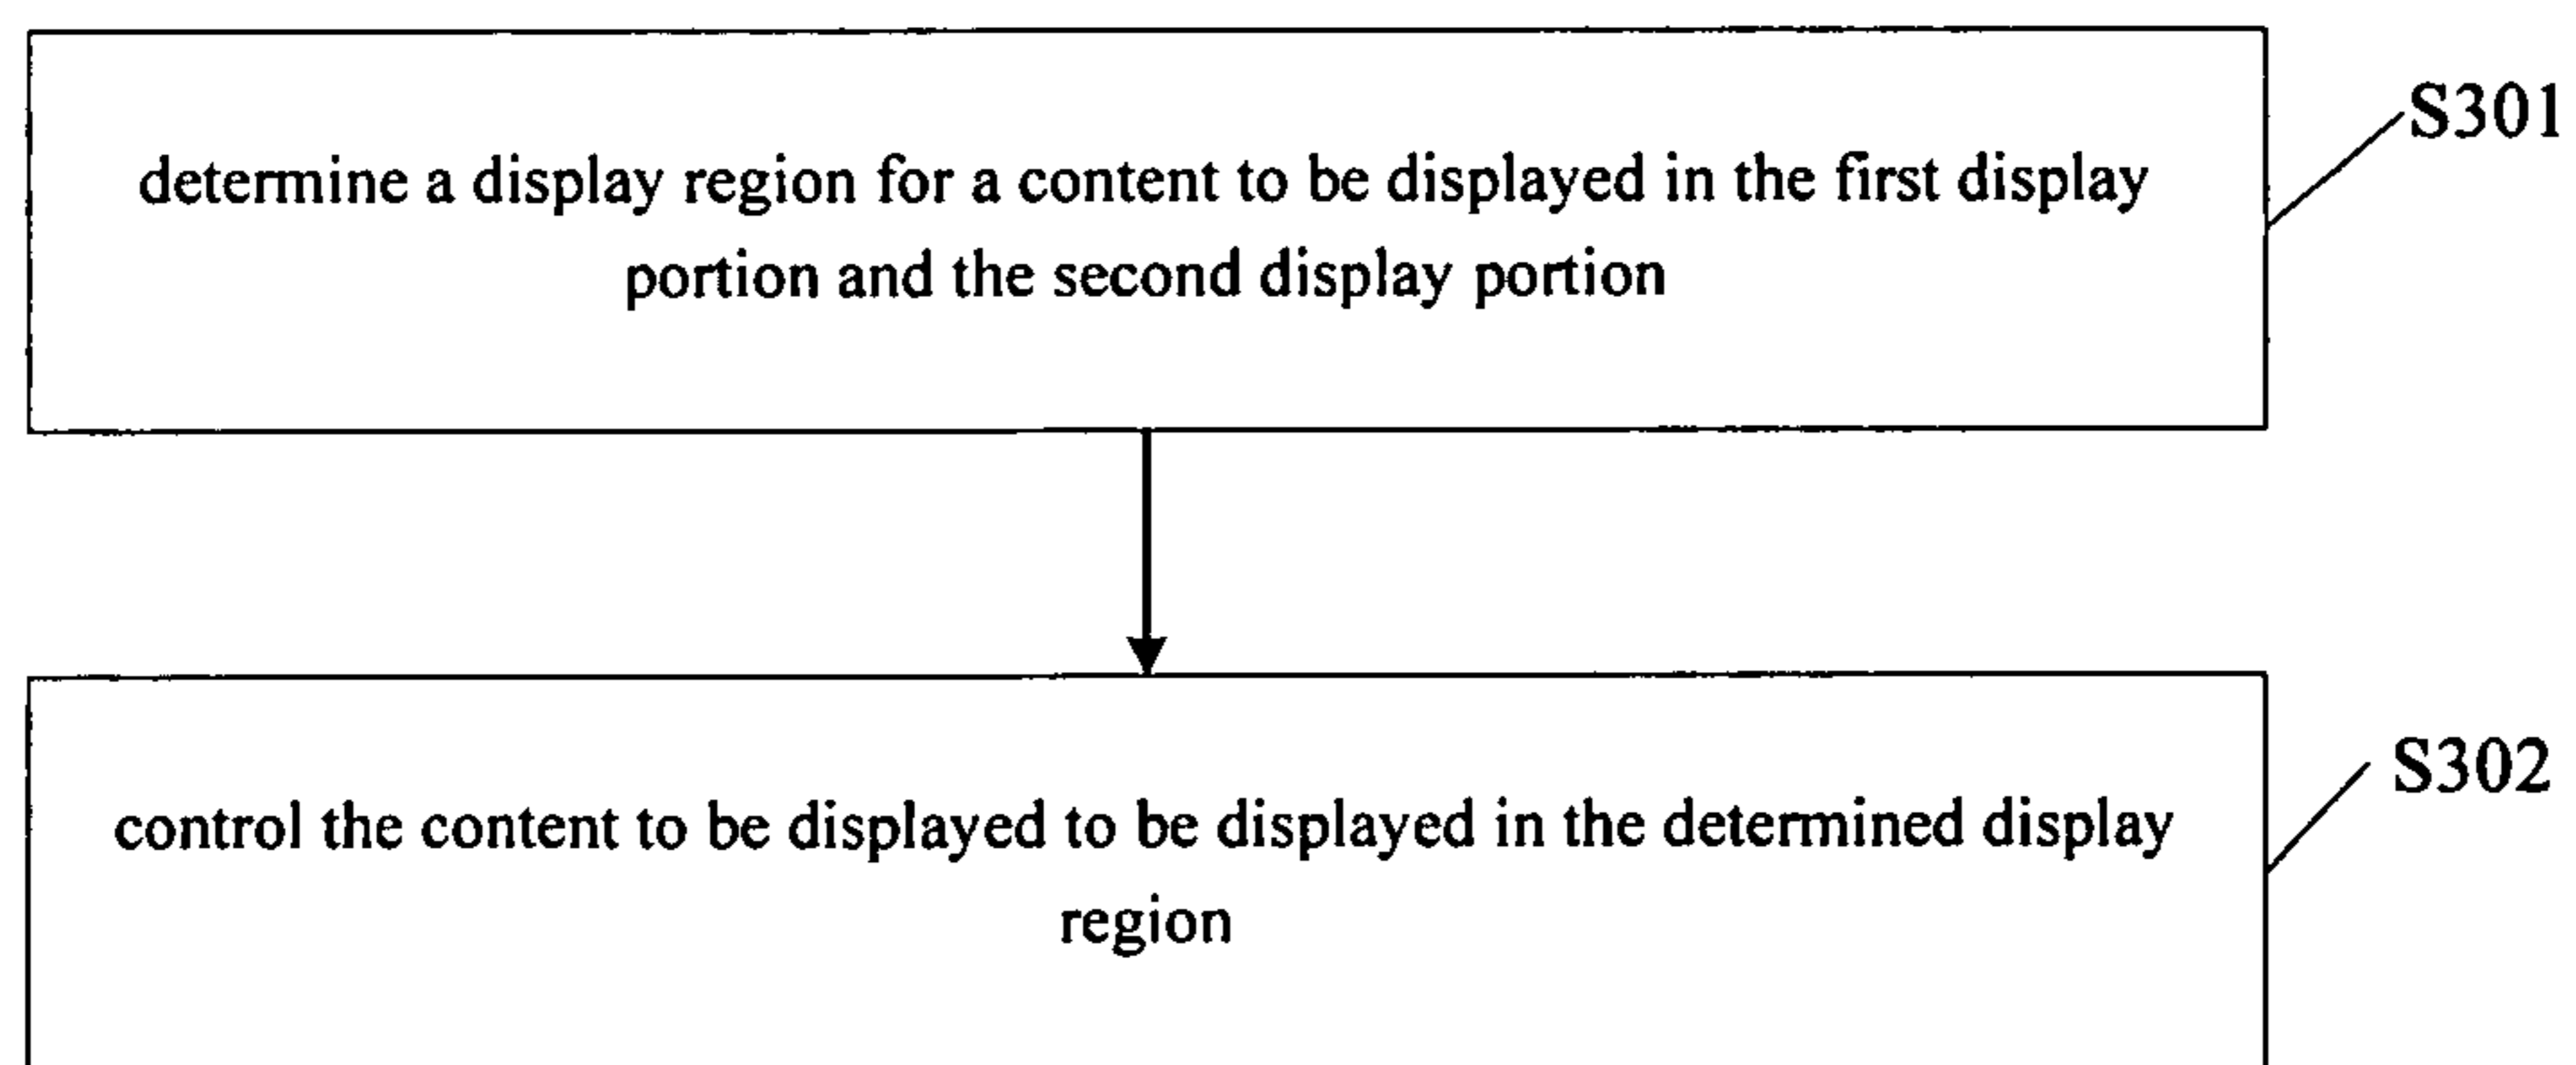 S301
determine a display region for a content to be displayed in the first display
portion and the second display portion
S302
control the content to be displayed to be displayed in the determined display
region